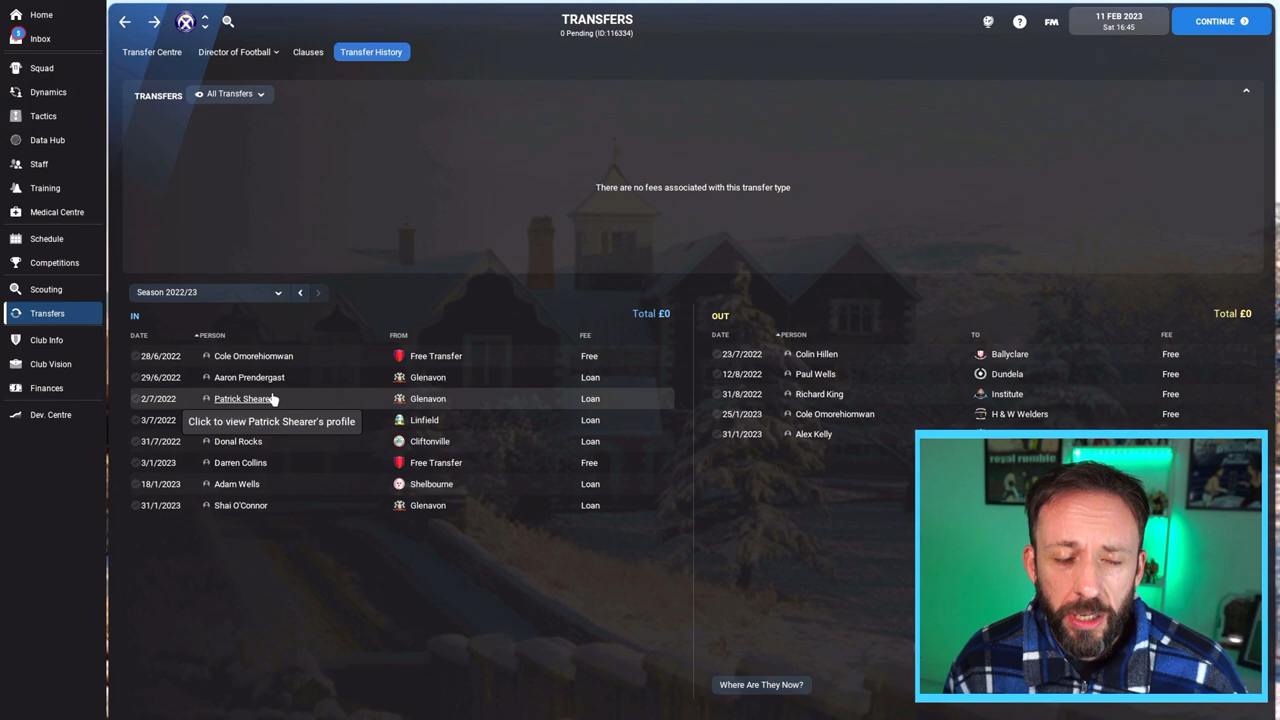 Home
5
Inbox
Squad
Dynamics
Tactics
Data Hub
Staff
Training
Medical Centre
Schedule
Competitions
Scouting
Transfers
Club Info
Club Vision
Finances
Dev. Centre
TRANSFERS
0 Pending (ID:116334)
? FM
11 FEB 2023
Sat 16:45
CONTINUE
Transfer Centre Director of Football Clauses Transfer History
TRANSFERS All Transfers
There are no fees associated with this transfer type
Season 2022/23
IN Total £0
DATE PERSON FROM FEE
28/6/2022 Cole Omorehiomwan Free Transfer Free
29/6/2022 Aaron Prendergast Glenavon Loan
2/7/2022 Patrick Shearer Glenavon Loan
3/7/2022 Linfield Loan
Click to view Patrick Shearer's profile
31/7/2022 Donal Rocks Cliftonville Loan
3/1/2023 Darren Collins Free Transfer Free
18/1/2023 Adam Wells Shelbourne Loan
31/1/2023 Shai O'Connor Glenavon Loan
OUT Total £0
DATE PERSON TO FEE
23/7/2022 Colin Hillen Ballyclare Free
12/8/2022 Paul Wells Dundela Free
31/8/2022 Richard King Institute Free
25/1/2023 Cole Omorehiomwan H & W Welders Free
31/1/2023 Alex Kelly
Where Are They Now?
royal rumble